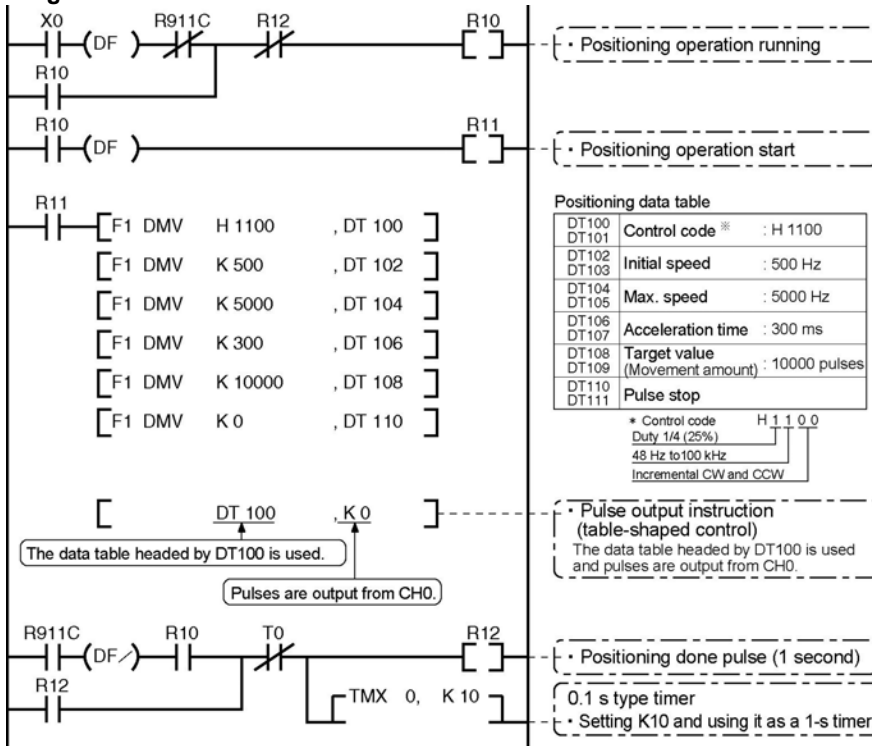 X0 R911C R12 R10
(DF )
· Positioning operation running
R10
R10 R11
(DF )
· Positioning operation start
R11
F1 DMV H 1100 , DT 100
F1 DMV K 500 , DT 102
F1 DMV K 5000 , DT 104
F1 DMV K 300 , DT 106
F1 DMV K 10000 , DT 108
F1 DMV K 0 , DT 110
Positioning data table
DT100 DT101 Control code ※ : H 1100
DT102 DT103 Initial speed : 500 Hz
DT104 DT105 Max. speed : 5000 Hz
DT106 DT107 Acceleration time : 300 ms
DT108 DT109 Target value (Movement amount) : 10000 pulses
DT110 DT111 Pulse stop
* Control code H 1 1 0 0
Duty 1/4 (25%)
48 Hz to100 kHz
Incremental CW and CCW
DT 100 , K 0
The data table headed by DT100 is used.
Pulses are output from CH0.
· Pulse output instruction
(table-shaped control)
The data table headed by DT100 is used
and pulses are output from CH0.
R911C R10 T0 R12
(DF/)
· Positioning done pulse (1 second)
R12
TMX 0, K 10
0.1 s type timer
· Setting K10 and using it as a 1-s timer